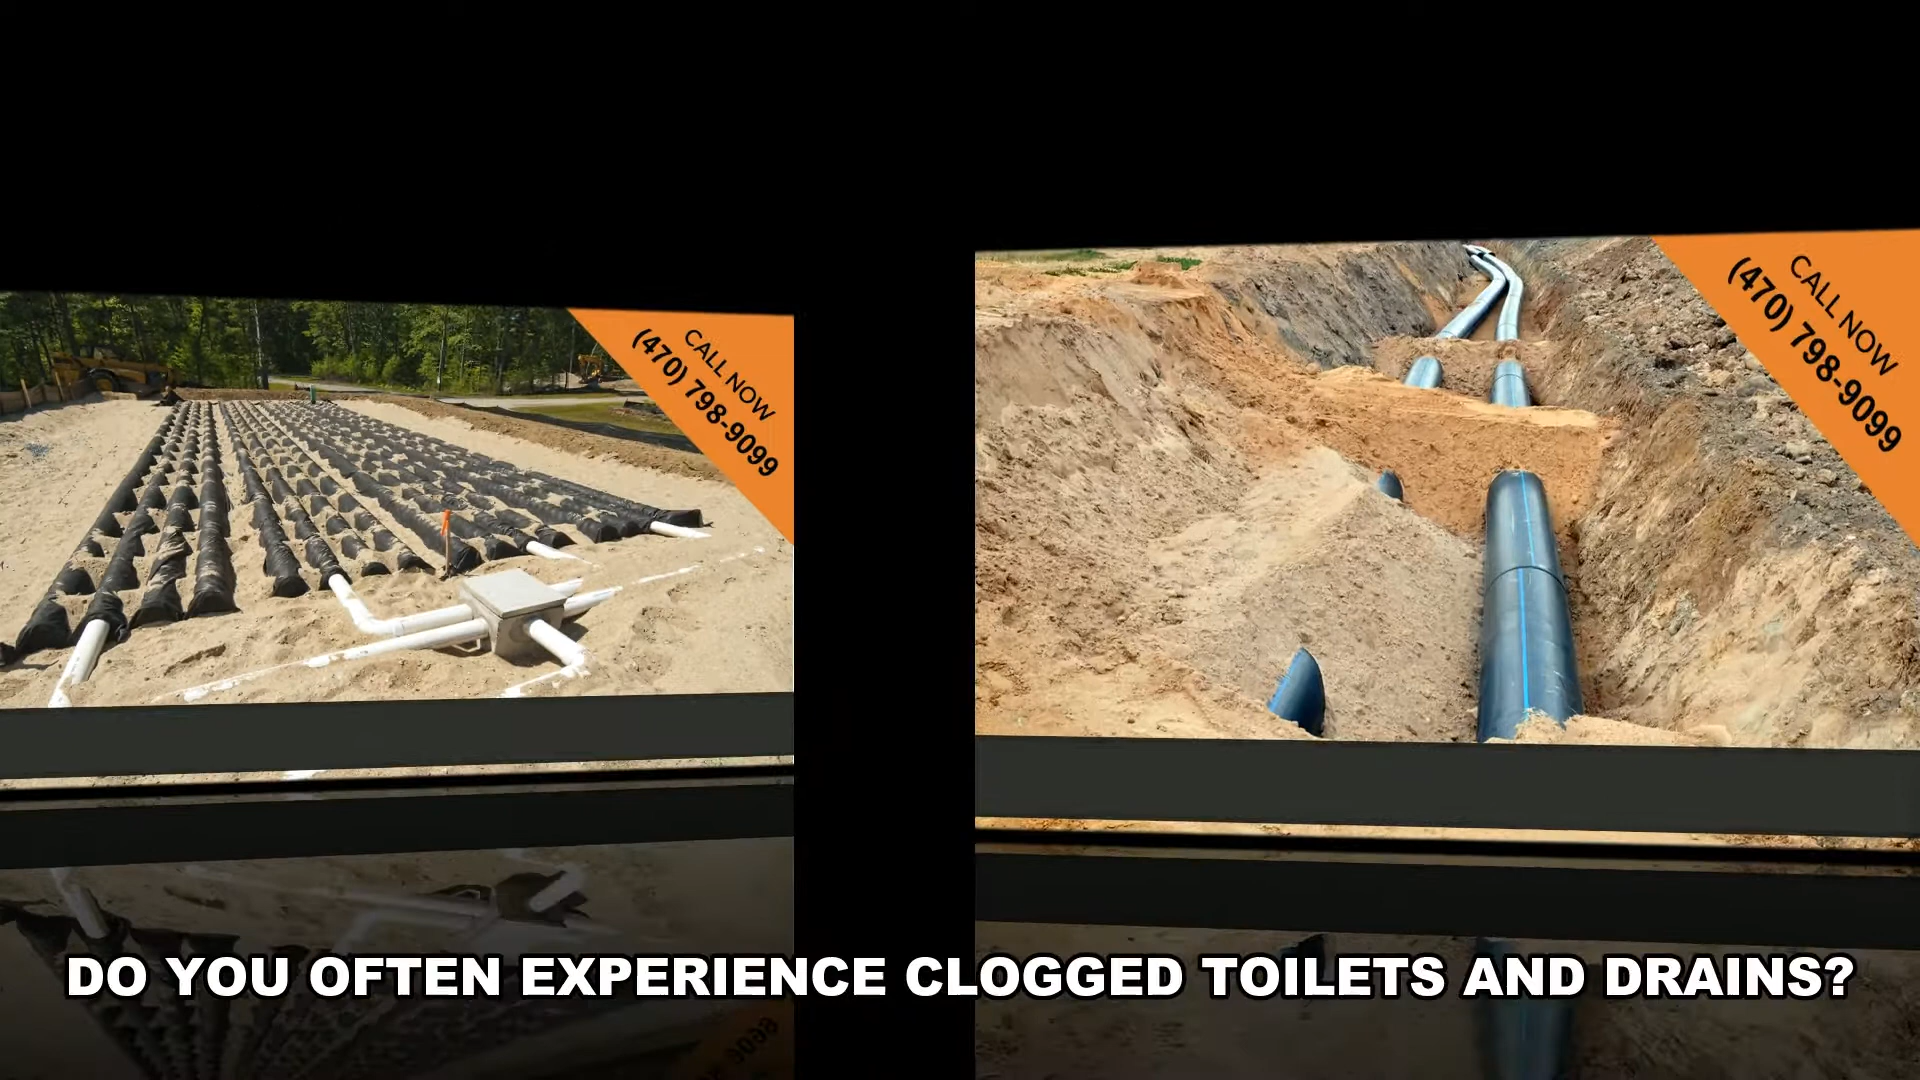 CALL NOW
(470) 798-9099
CALL NOW
(470) 798-9099
DO YOU OFTEN EXPERIENCE CLOGGED TOILETS AND DRAINS?